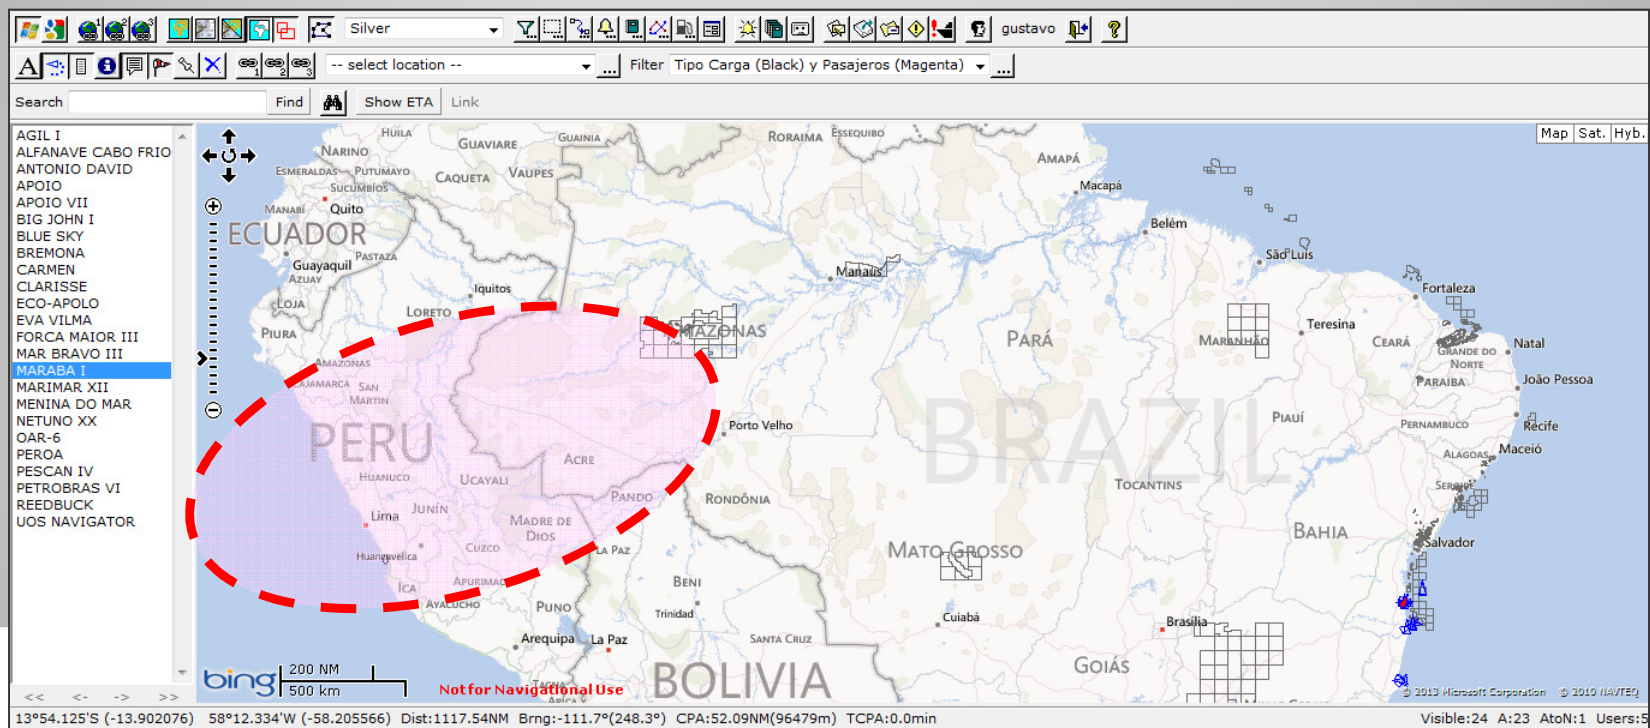 Silver gustavo
-- select location -- ... Filter Tipo Carga (Black) y Pasajeros (Magenta) ...
Search Find Show ETA Link
AGIL I
ALFANAVE CABO FRIO
ANTONIO DAVID
APOIO
APOIO VII
BIG JOHN I
BLUE SKY
BREMONA
CARMEN
CLARISSE
ECO-APOLO
EVA VILMA
FORCA MAIOR III
MAR BRAVO III
MARABA I
MARIMAR XII
MENINA DO MAR
NETUNO XX
OAR-6
PEROA
PESCAN IV
PETROBRAS VI
REEDBUCK
UOS NAVIGATOR
<< <- -> >>
Map Sat. Hyb.
HUILA
GUAVIARE
GUAINIA
RORAIMA
ESSEQUIBO
NARINO
AMAPÁ
ESMERALDAS
PUTUMAYO
CAQUETA
VAUPES
SUCUMBIOS
Macapá
MANABI
Quito
ECUADOR
Belém
Guayaquil
PASTAZA
AZUAY
São Luis
Manaus
LOJA
Iquitos
Fortaleza
LORETO
PIURA
AMAZONAS
PARÁ
MARANHÃO
Teresina
CEARÁ
GRANDE DO
NORTE
Natal
AMAZONAS
CAJAMARCA
SAN
MARTIN
PARAIBA
João Pessoa
PERU
Porto Velho
BRAZIL
PIAUÍ
PERNAMBUCO
Recife
ACRE
ALAGOAS
Maceió
HUANUCO
UCAYALI
PANDO
RONDÔNIA
TOCANTINS
SERGIPE
Lima
JUNÍN
MADRE DE
DIOS
BAHIA
Huancavelica
CUZCO
LA PAZ
MATO GROSSO
Salvador
ICA
APURIMAC
BENI
AYACUCHO
PUNO
Trinidad
Cuiabá
Brasília
Arequipa
La Paz
SANTA CRUZ
GOIÁS
BOLIVIA
TACNA
bing
200 NM
500 km
Not for Navigational Use
© 2013 Microsoft Corporation © 2010 NAVTEQ
13°54.125'S (-13.902076) 58°12.334'W (-58.205566) Dist:1117.54NM Brng:-111.7°(248.3°) CPA:52.09NM(96479m) TCPA:0.0min Visible:24 A:23 AtoN:1 Users:5